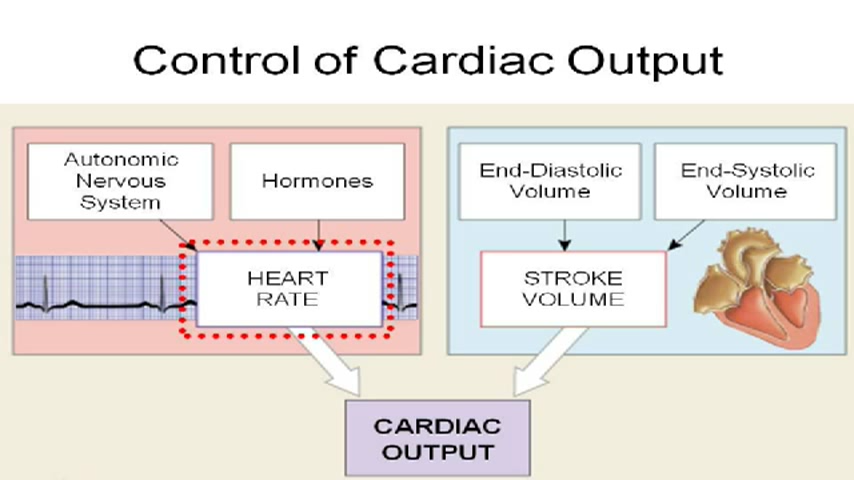 Control of Cardiac Output
Autonomic
Nervous
System
Hormones
End-Diastolic
Volume
End-Systolic
Volume
HEART
RATE
STROKE
VOLUME
CARDIAC
OUTPUT